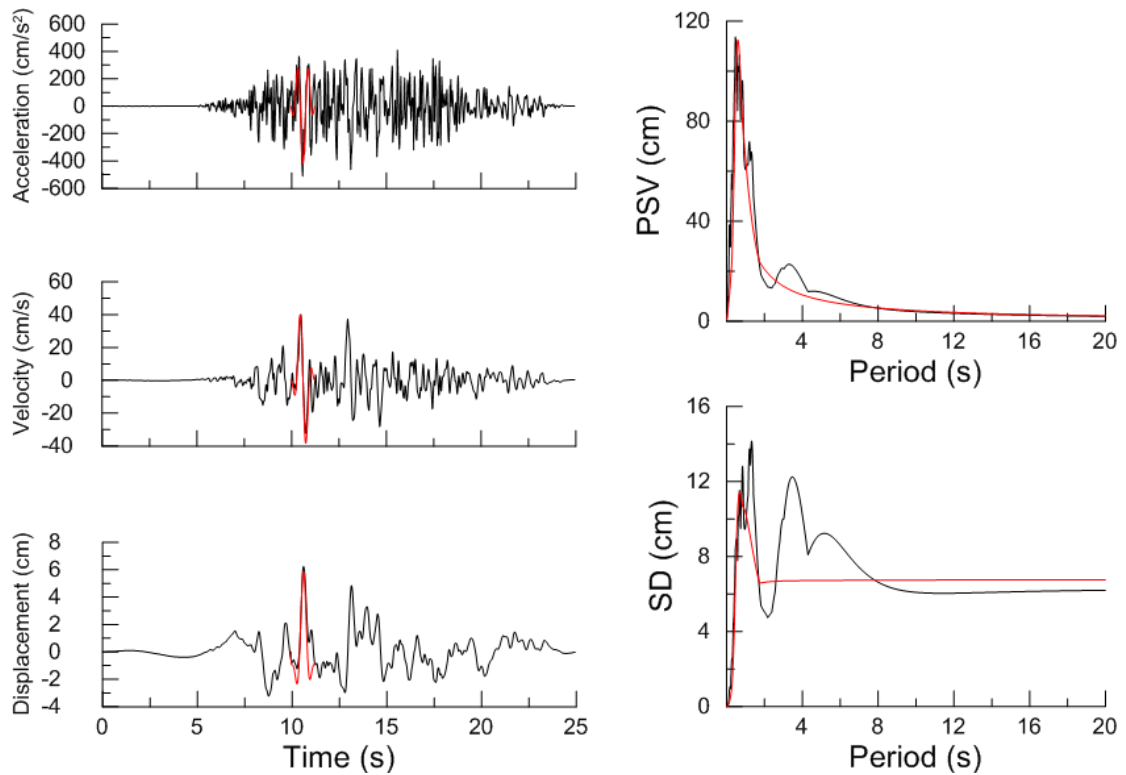 600
400
200
0
-200
-400
-600
Acceleration (cm/s²)
60
40
20
0
-20
-40
Velocity (cm/s)
8
6
4
2
0
-2
-4
Displacement (cm)
0 5 10 15 20 25
Time (s)
120
80
40
0
PSV (cm)
0 4 8 12 16 20
Period (s)
16
12
8
4
0
SD (cm)
0 4 8 12 16 20
Period (s)